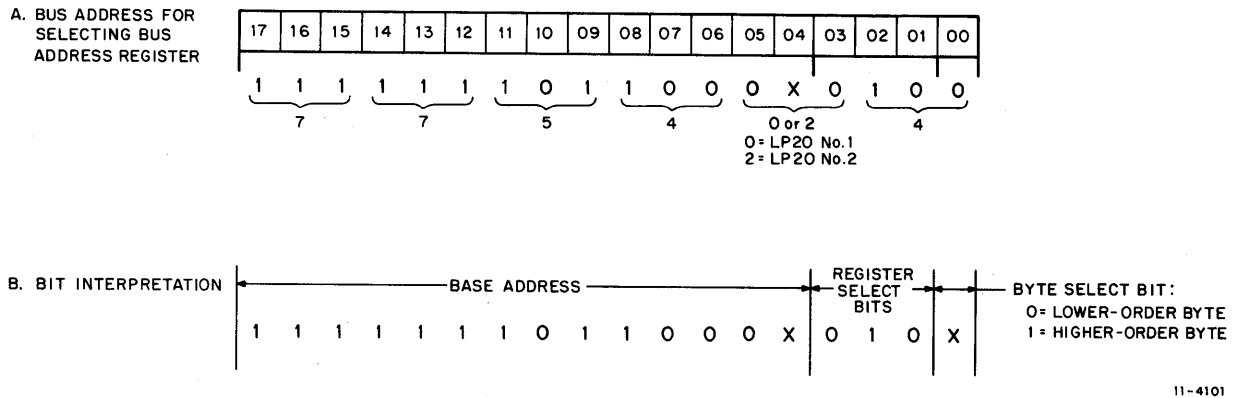 A. BUS ADDRESS FOR
SELECTING BUS
ADDRESS REGISTER
17 16 15 14 13 12 11 10 09 08 07 06 05 04 03 02 01 00
1 1 1 1 1 1 1 0 1 1 0 0 0 X 0 1 0 0
7 7 5 4 0 or 2 4
0 = LP20 No.1
2 = LP20 No.2
B. BIT INTERPRETATION
BASE ADDRESS
REGISTER
SELECT
BITS
BYTE SELECT BIT:
0 = LOWER-ORDER BYTE
1 = HIGHER-ORDER BYTE
1 1 1 1 1 1 1 0 1 1 0 0 0 X 0 1 0 X
11-4101